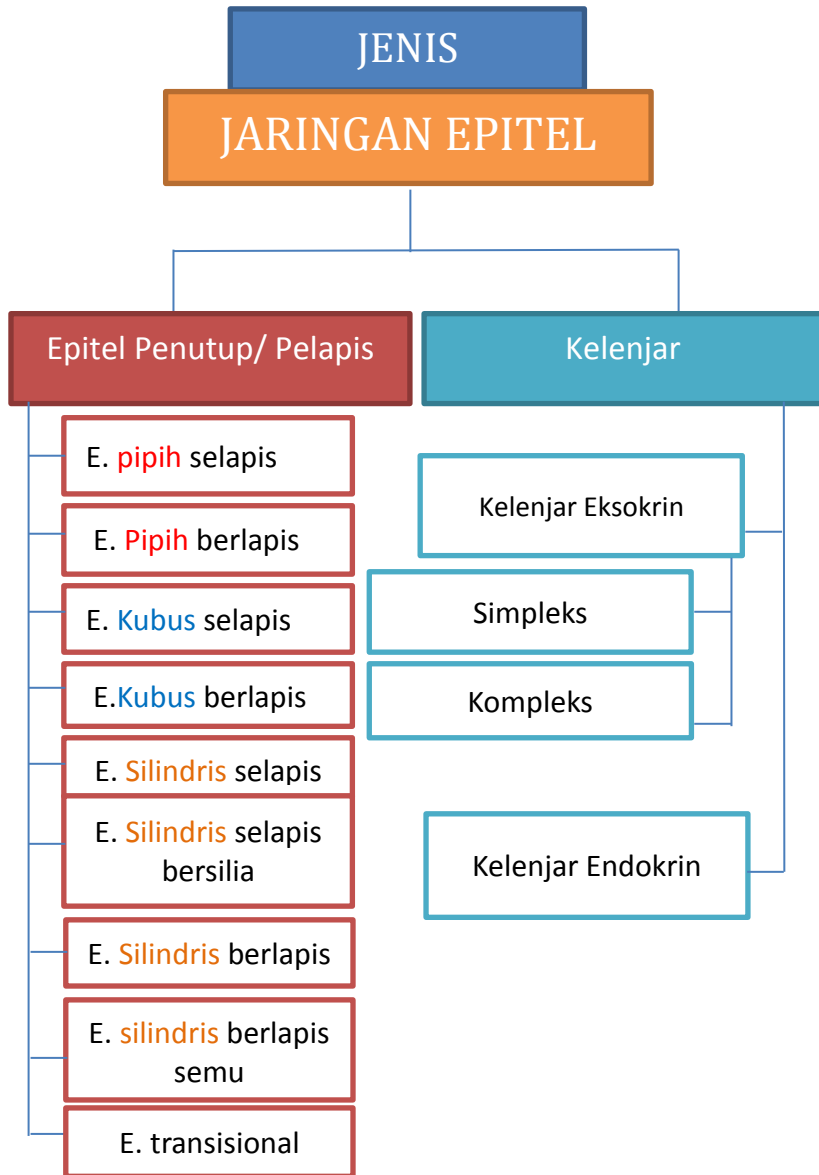 JENIS
JARINGAN EPITEL
Epitel Penutup/ Pelapis
E. pipih selapis
E. Pipih berlapis
E. Kubus selapis
E.Kubus berlapis
E. Silindris selapis
E. Silindris selapis
bersilia
E. Silindris berlapis
E. silindris berlapis
semu
E. transisional
Kelenjar
Kelenjar Eksokrin
Simpleks
Kompleks
Kelenjar Endokrin